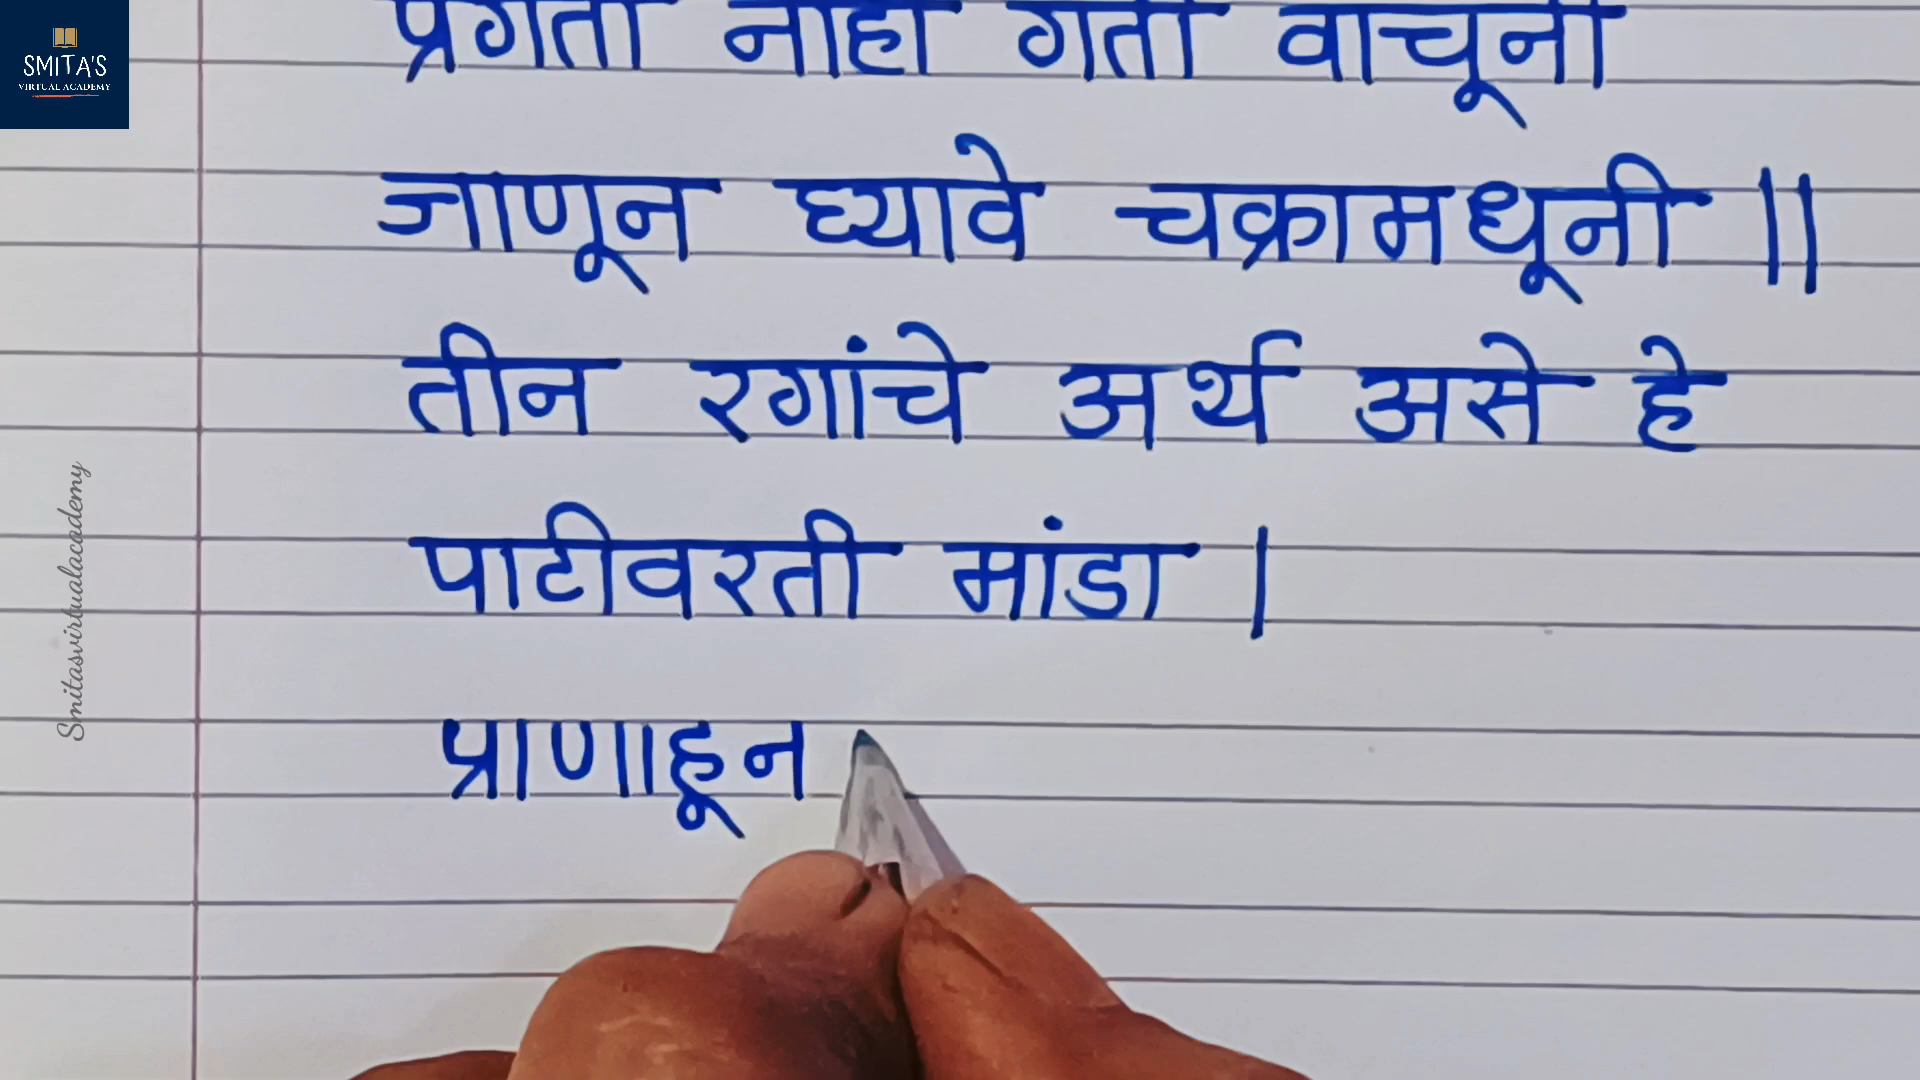 SMITA'S
VIRTUAL ACADEMY
प्रगती नाही गती वाचूनी
जाणून घ्यावे चक्रामधूनी ||
तीन रगांचे अर्थ असे हे
पाटीवरती मांडा |
प्राणाहून
Smitasvirtualacademy